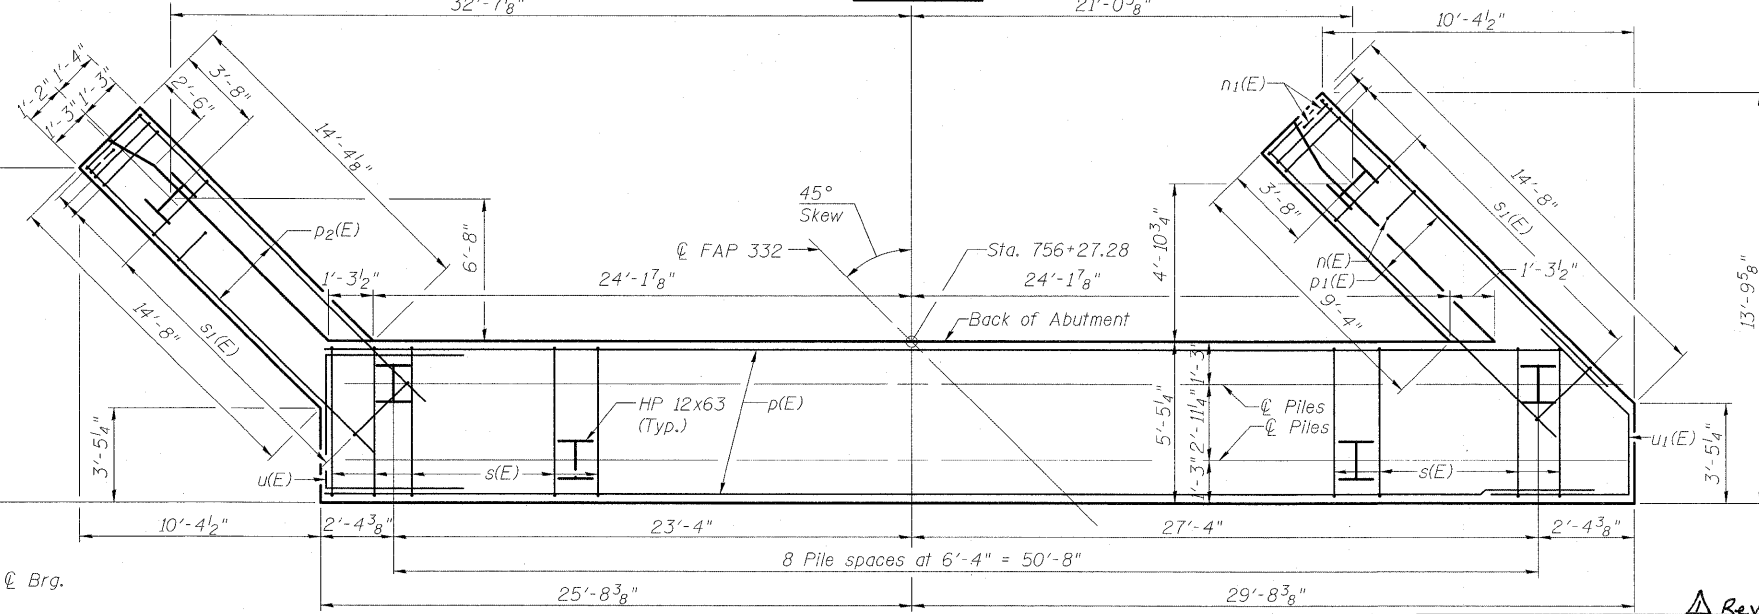 32'-7⅛"
21'-0⅜"
10'-4½"
1'-4"
1'-2"
1'-3"
1'-3"
3'-8"
2'-6"
14'-4⅛"
n1(E)
14'-8"
s1(E)
3'-8"
45°
Skew
p2(E)
6'-8"
4'-10¾"
℄ FAP 332
Sta. 756+27.28
n(E)
p1(E)
1'-3½"
13'-9⅝"
1'-3½"
24'-1⅞"
24'-1⅞"
9'-4"
14'-8"
s1(E)
Back of Abutment
1'-3"
HP 12x63
(Typ.)
p(E)
5'-5¼"
2'-11¼"
℄ Piles
℄ Piles
3'-5¼"
u1(E)
3'-5¼"
u(E)
s(E)
1'-3"
s(E)
10'-4½"
2'-4⅜"
23'-4"
27'-4"
2'-4⅜"
8 Pile spaces at 6'-4" = 50'-8"
℄ Brg.
25'-8⅜"
29'-8⅜"
1 Rev